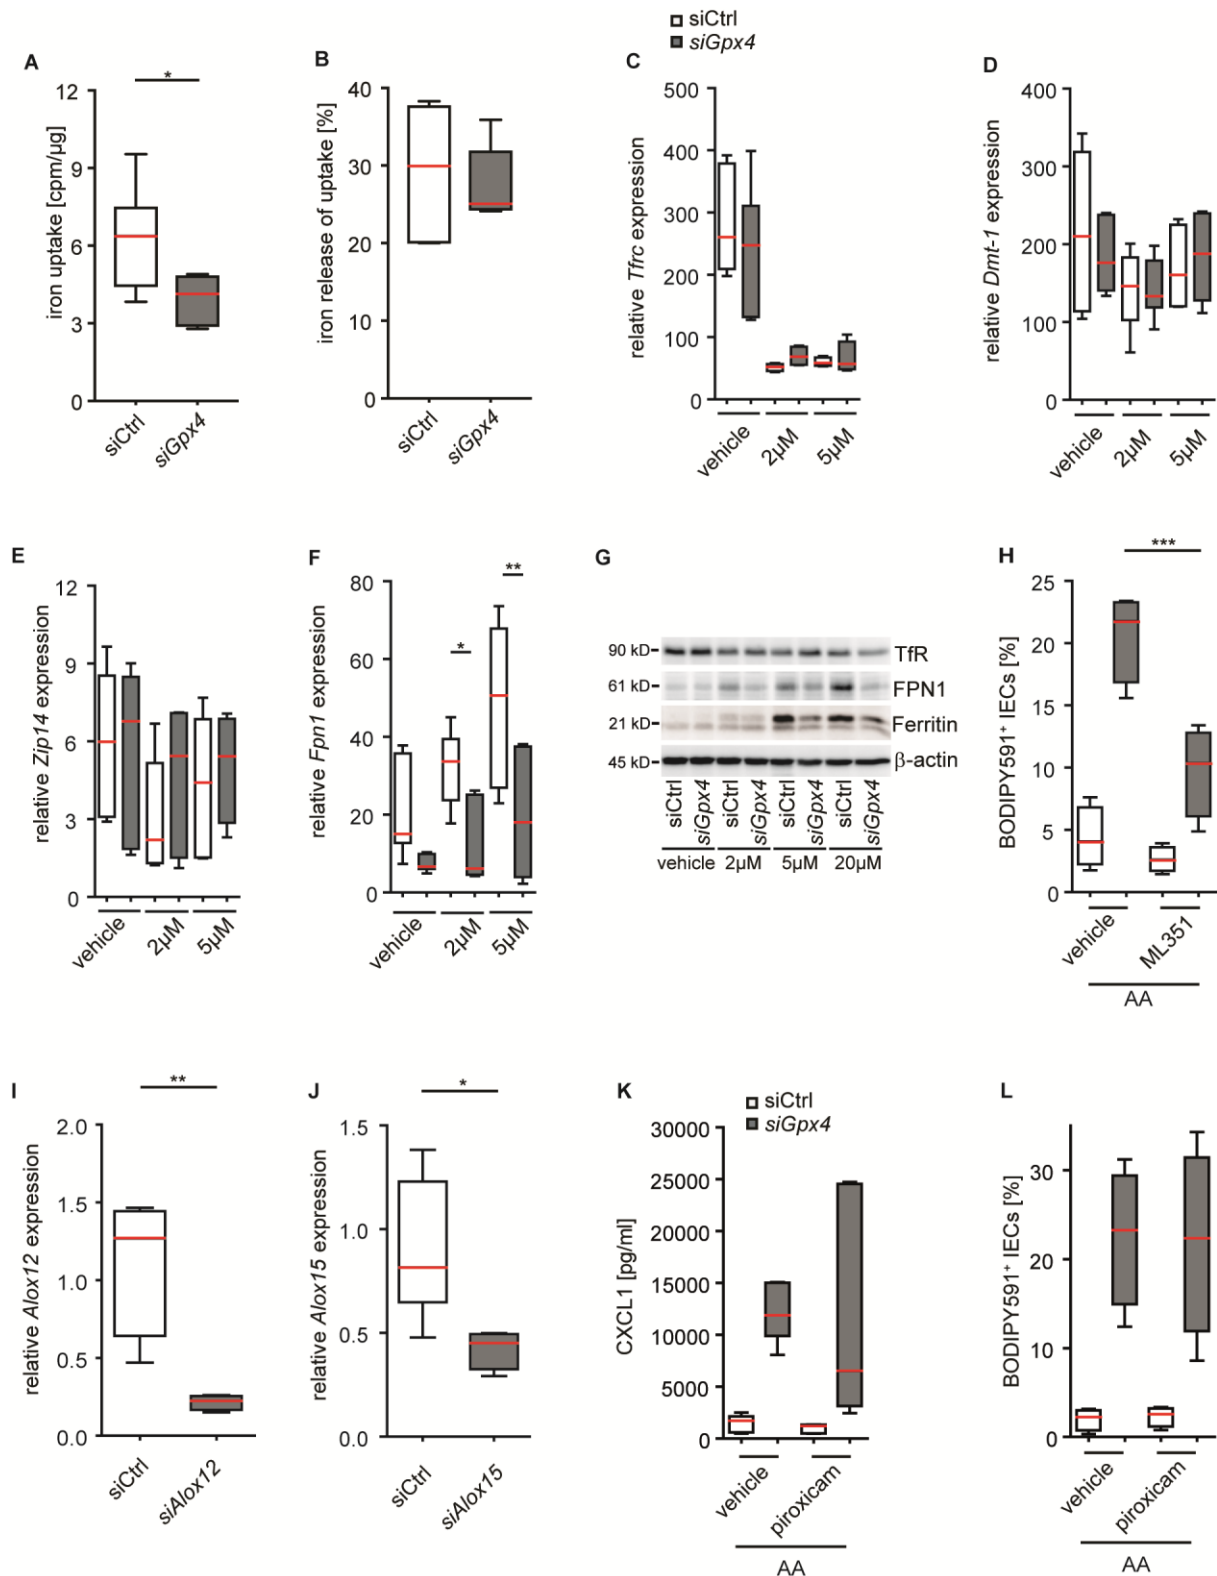 siCtrl
siGpx4
A
*
iron uptake [cpm/µg]
12
9
6
3
0
siCtrl
siGpx4
B
iron release of uptake [%]
40
30
20
10
0
siCtrl
siGpx4
C
relative Tfrc expression
500
400
300
200
100
0
vehicle
2µM
5µM
D
relative Dmt-1 expression
400
300
200
100
0
vehicle
2µM
5µM
E
relative Zip14 expression
12
9
6
3
0
vehicle
2µM
5µM
F
relative Fpn1 expression
80
60
40
20
0
*
**
vehicle
2µM
5µM
G
90 kD
TfR
61 kD
FPN1
21 kD
Ferritin
45 kD
β-actin
siCtrl
siGpx4
siCtrl
siGpx4
siCtrl
siGpx4
siCtrl
siGpx4
vehicle
2µM
5µM
20µM
H
***
BODIPY591+ IECs [%]
25
20
15
10
5
0
vehicle
ML351
AA
I
**
relative Alox12 expression
2.0
1.5
1.0
0.5
0.0
siCtrl
siAlox12
J
*
relative Alox15 expression
1.5
1.0
0.5
0.0
siCtrl
siAlox15
K
siCtrl
siGpx4
CXCL1 [pg/ml]
30000
25000
20000
15000
10000
5000
0
vehicle
piroxicam
AA
L
BODIPY591+ IECs [%]
30
20
10
0
vehicle
piroxicam
AA